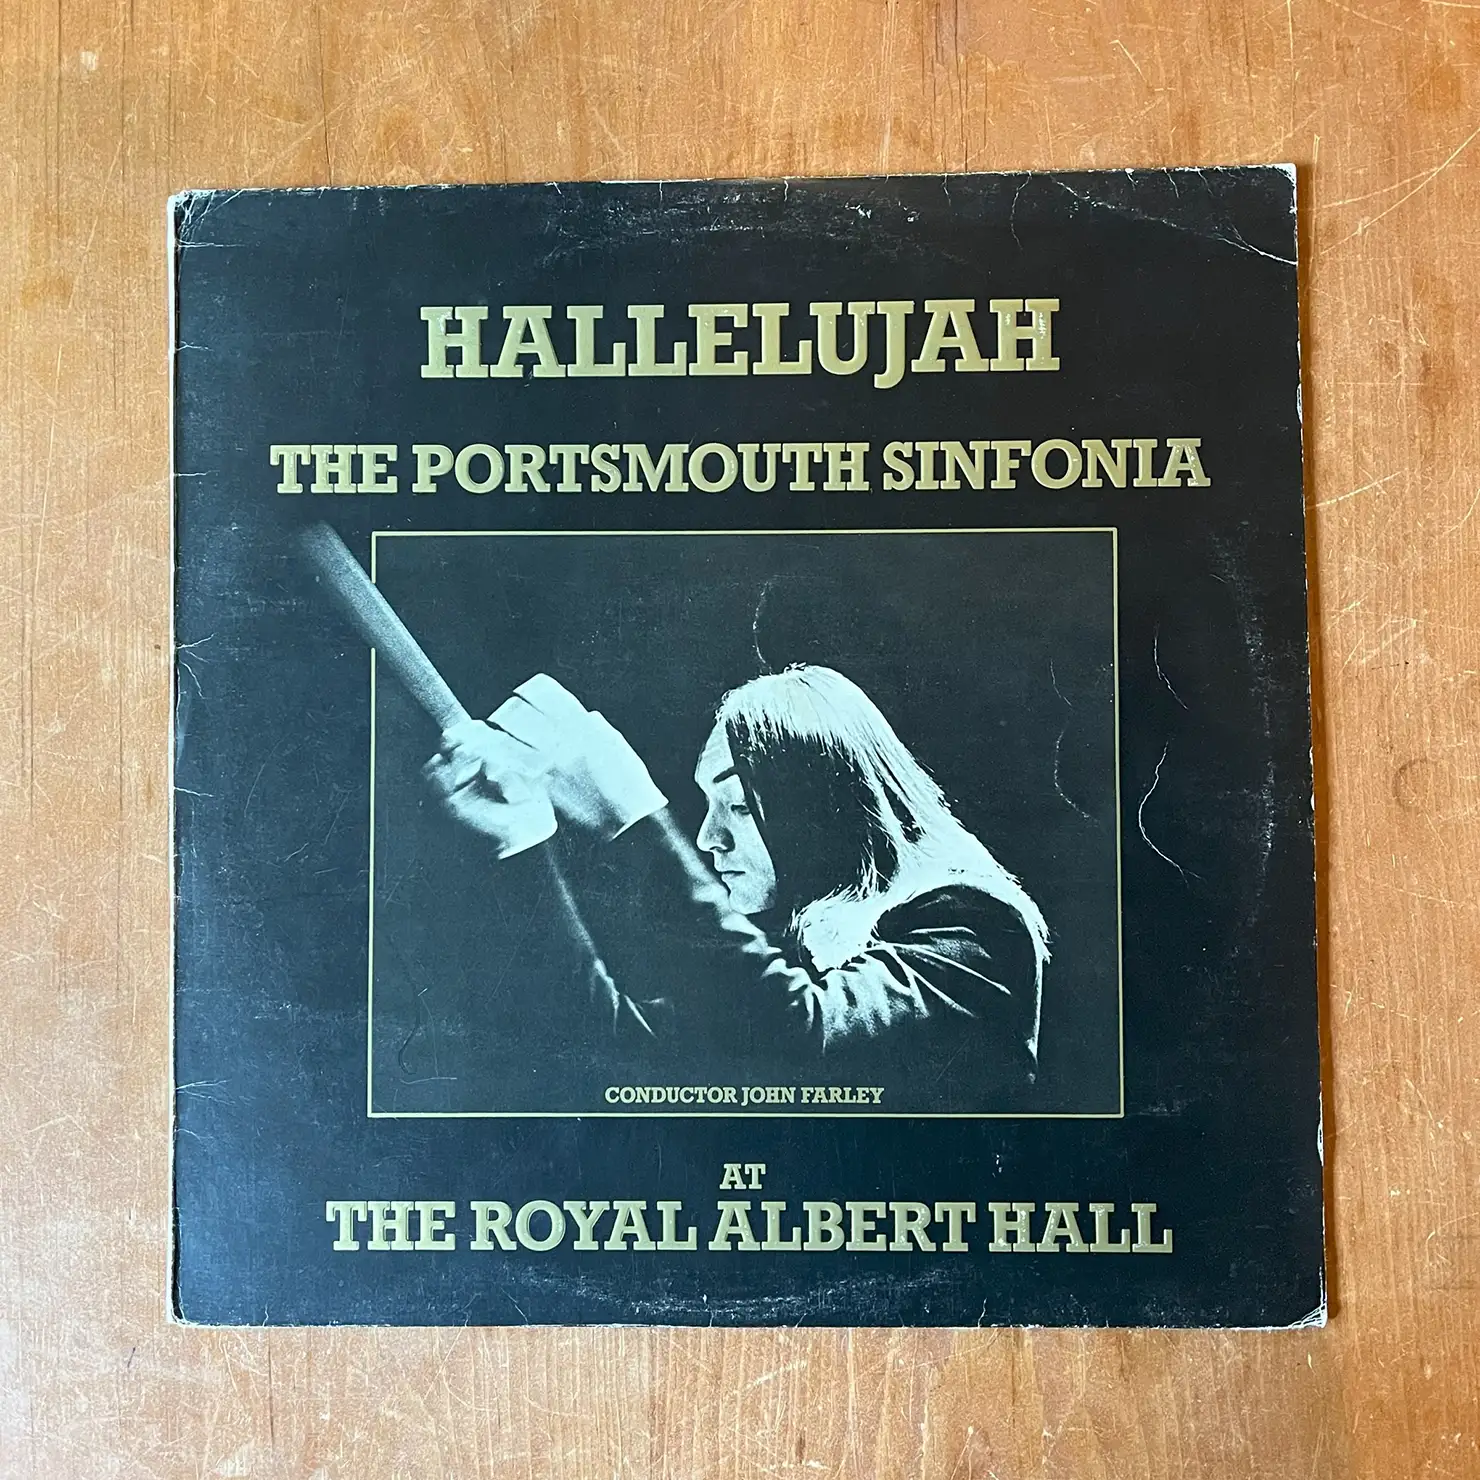 HALLELUJAH
THE PORTSMOUTH SINFONIA
CONDUCTOR JOHN FARLEY
AT
THE ROYAL ALBERT HALL